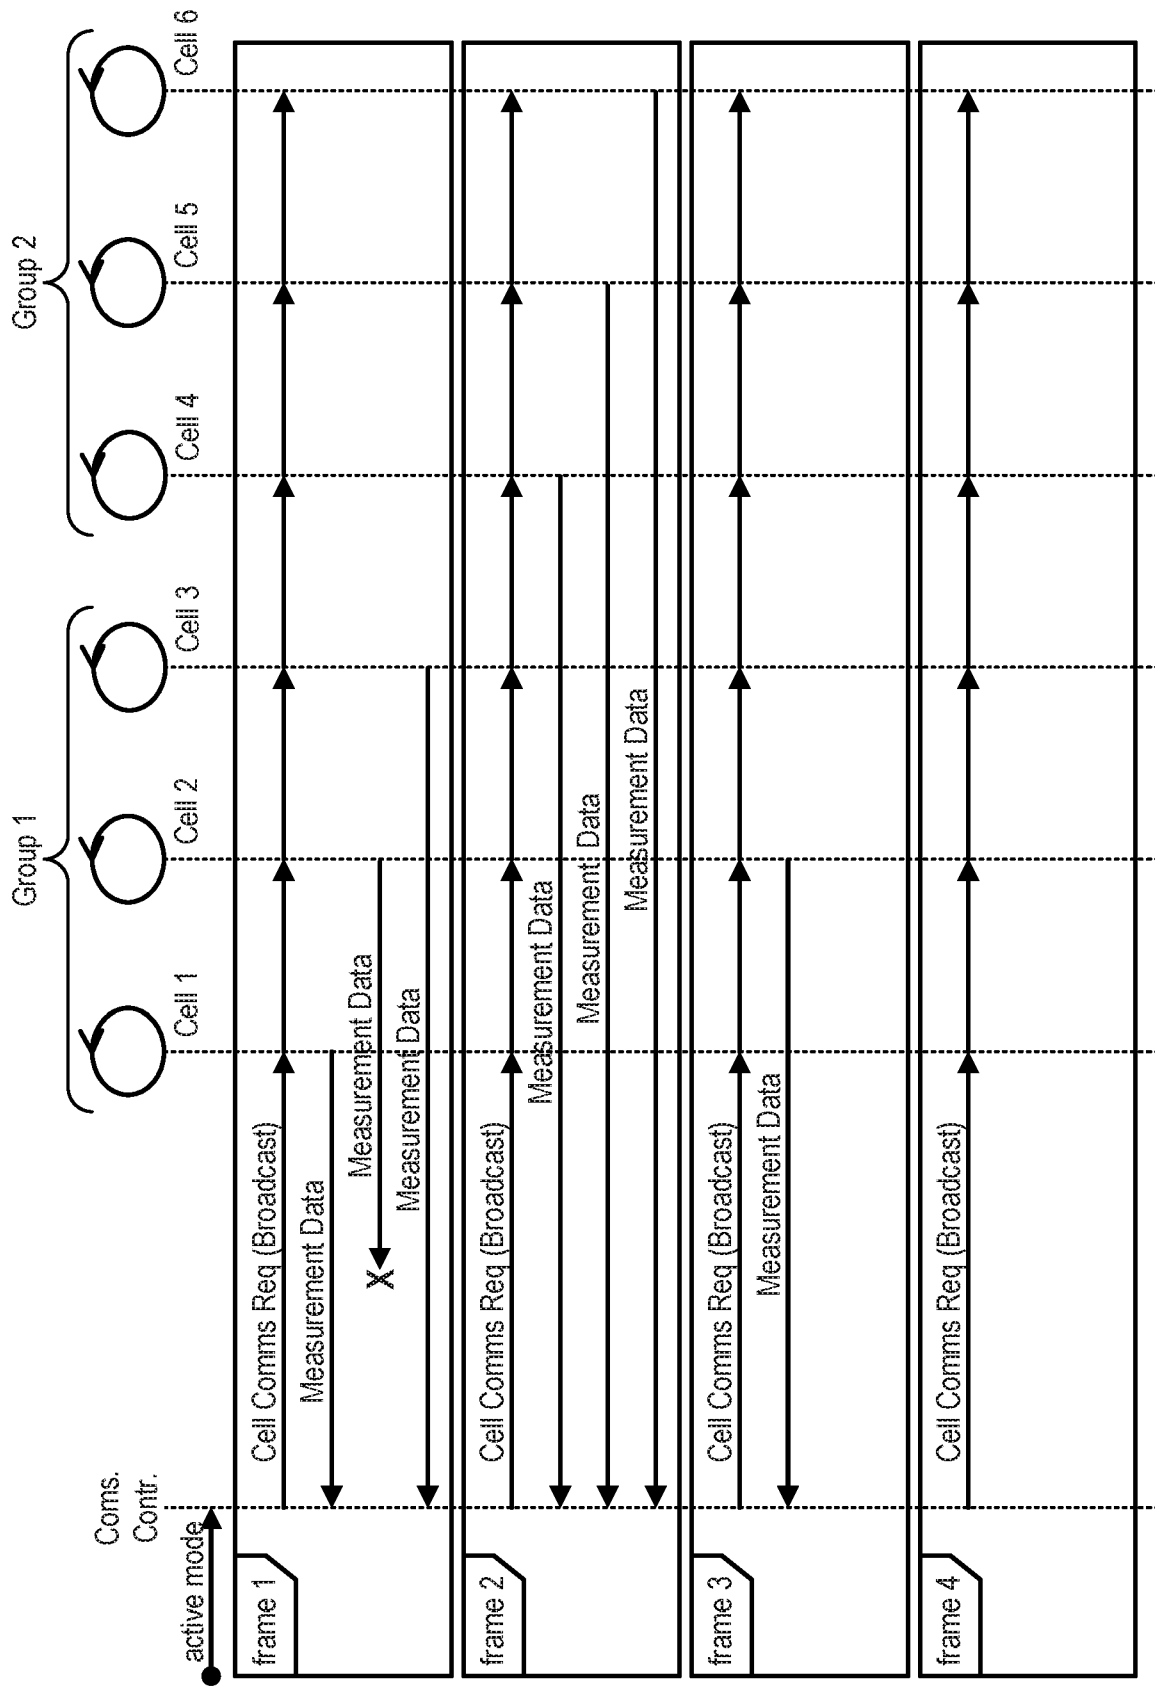 Group 1
Group 2
Coms.
Contr.
Cell 1
Cell 2
Cell 3
Cell 4
Cell 5
Cell 6
active mode
frame 1
Cell Comms Req (Broadcast)
Measurement Data
Measurement Data
X
Measurement Data
frame 2
Cell Comms Req (Broadcast)
Measurement Data
Measurement Data
Measurement Data
frame 3
Cell Comms Req (Broadcast)
Measurement Data
frame 4
Cell Comms Req (Broadcast)